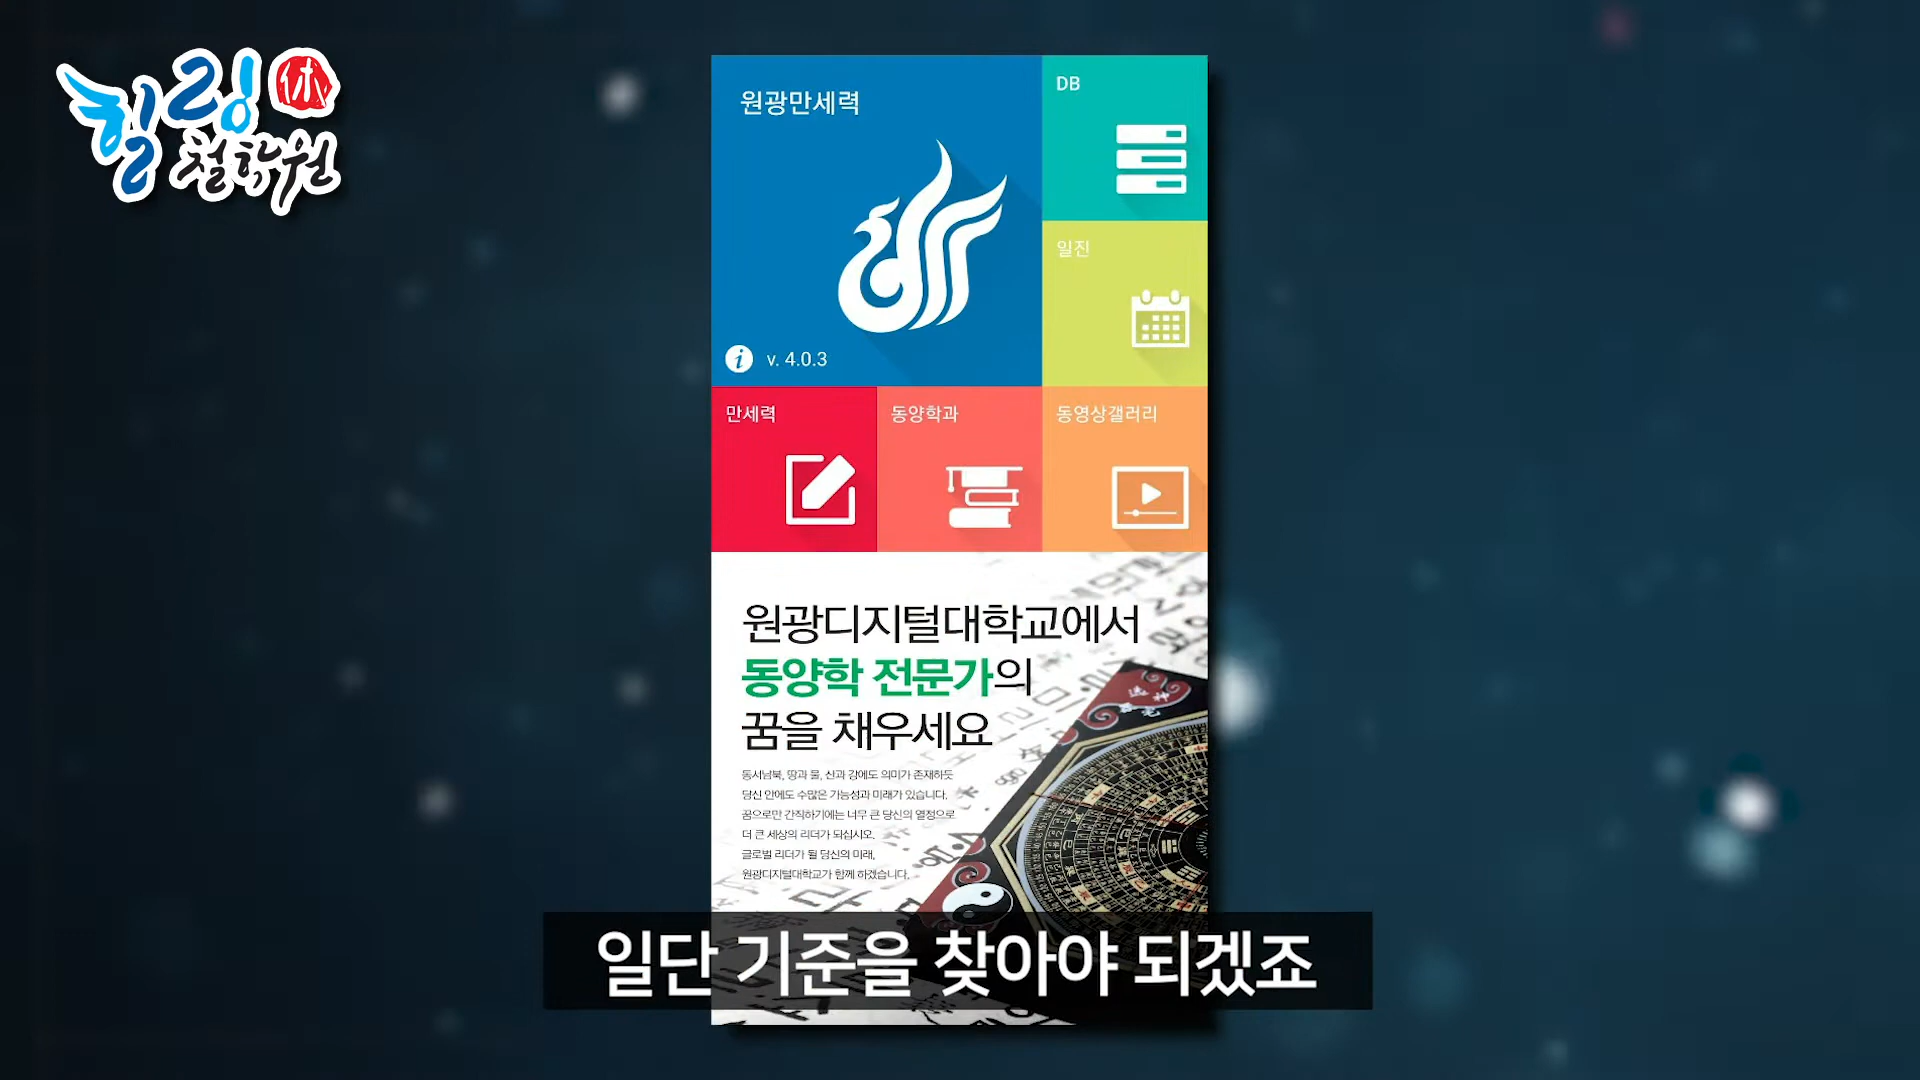 힐링 休
철학원
원광만세력
v. 4.0.3
DB
일진
만세력
동양학과
동영상갤러리
원광디지털대학교에서
동양학 전문가의
꿈을 채우세요
동서남북, 땅과 물, 산과 강에도 의미가 존재하듯
당신 안에도 수많은 가능성과 미래가 있습니다.
꿈으로만 간직하기에는 너무 큰 당신의 열정으로
더 큰 세상의 리더가 되십시오.
글로벌 리더가 될 당신의 미래,
원광디지털대학교가 함께 하겠습니다.
일단 기준을 찾아야 되겠죠